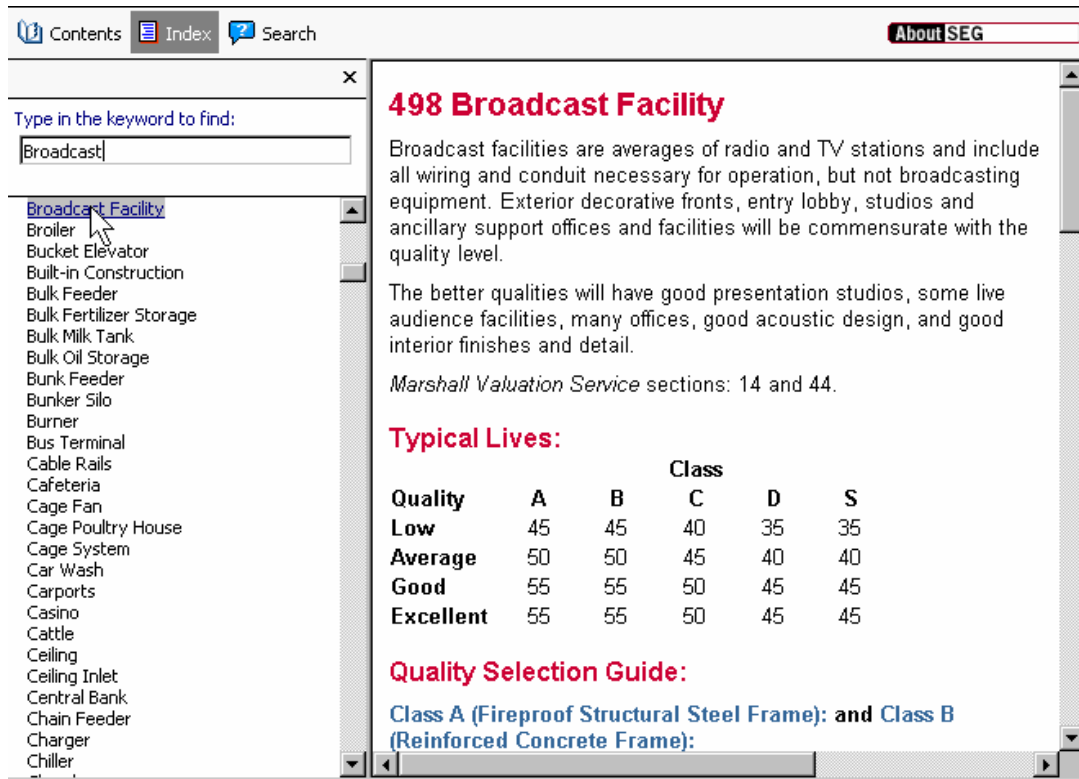 Contents Index Search About SEG
×
Type in the keyword to find:
Broadcast
Broadcast Facility
Broiler
Bucket Elevator
Built-in Construction
Bulk Feeder
Bulk Fertilizer Storage
Bulk Milk Tank
Bulk Oil Storage
Bunk Feeder
Bunker Silo
Burner
Bus Terminal
Cable Rails
Cafeteria
Cage Fan
Cage Poultry House
Cage System
Car Wash
Carports
Casino
Cattle
Ceiling
Ceiling Inlet
Central Bank
Chain Feeder
Charger
Chiller
498 Broadcast Facility
Broadcast facilities are averages of radio and TV stations and include
all wiring and conduit necessary for operation, but not broadcasting
equipment. Exterior decorative fronts, entry lobby, studios and
ancillary support offices and facilities will be commensurate with the
quality level.
The better qualities will have good presentation studios, some live
audience facilities, many offices, good acoustic design, and good
interior finishes and detail.
Marshall Valuation Service sections: 14 and 44.
Typical Lives:
Class
Quality A B C D S
Low 45 45 40 35 35
Average 50 50 45 40 40
Good 55 55 50 45 45
Excellent 55 55 50 45 45
Quality Selection Guide:
Class A (Fireproof Structural Steel Frame): and Class B
(Reinforced Concrete Frame):